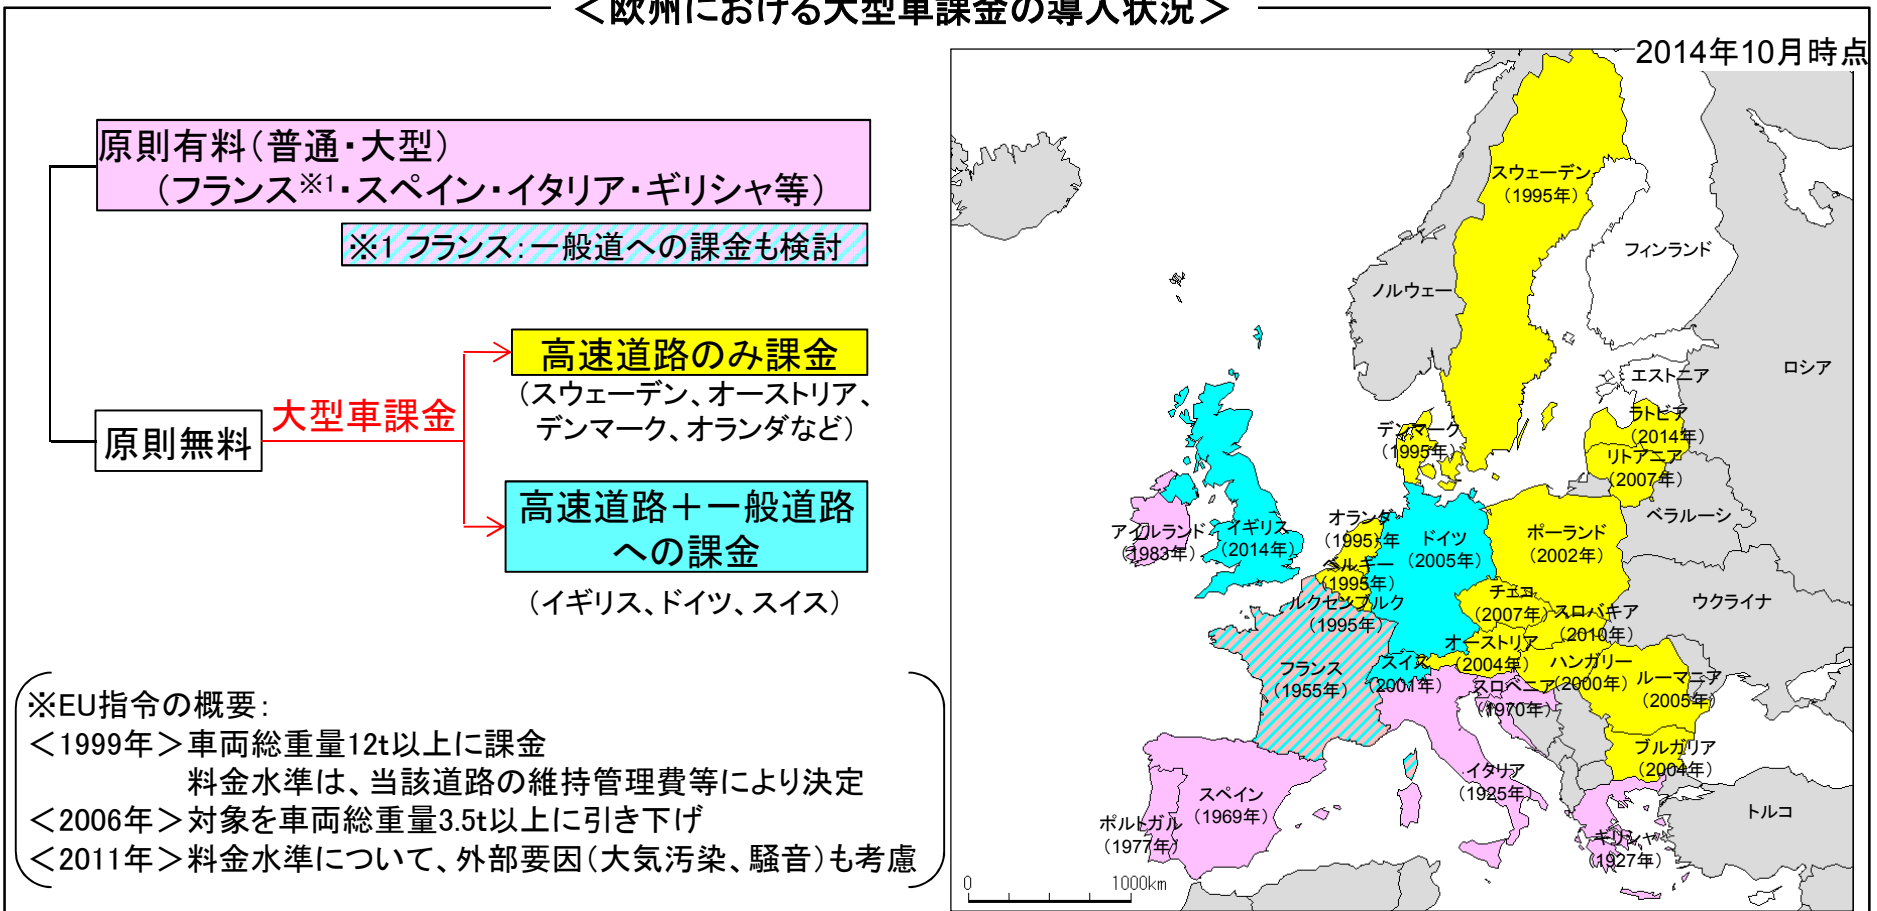 <欧州における大型車課金の導入状況>
2014年10月時点
原則有料(普通・大型)
(フランス※1・スペイン・イタリア・ギリシャ等)
※1 フランス:一般道への課金も検討
高速道路のみ課金
(スウェーデン、オーストリア、
デンマーク、オランダなど)
大型車課金
原則無料
高速道路+一般道路
への課金
(イギリス、ドイツ、スイス)
※EU指令の概要:
<1999年>車両総重量12t以上に課金
料金水準は、当該道路の維持管理費等により決定
<2006年>対象を車両総重量3.5t以上に引き下げ
<2011年>料金水準について、外部要因(大気汚染、騒音)も考慮
スウェーデン
(1995年)
フィンランド
ノルウェー
ロシア
エストニア
ラトビア
(2014年)
デンマーク
(1995年)
リトアニア
(2007年)
ベラルーシ
オランダ
(1995)年
ドイツ
(2005年)
ポーランド
(2002年)
アイルランド
(1983年)
イギリス
(2014年)
ベルギー
(1995年)
ルクセンブルク
(1995年)
チェコ
(2007年)
スロバキア
(2010年)
ウクライナ
オーストリア
(2004年)
フランス
(1955年)
スイス
(2001年)
ハンガリー
(2000年)
スロベニア
(1970年)
ルーマニア
(2005年)
ブルガリア
(2004年)
イタリア
(1925年)
スペイン
(1969年)
ポルトガル
(1977年)
トルコ
ギリシャ
(1927年)
0 1000km